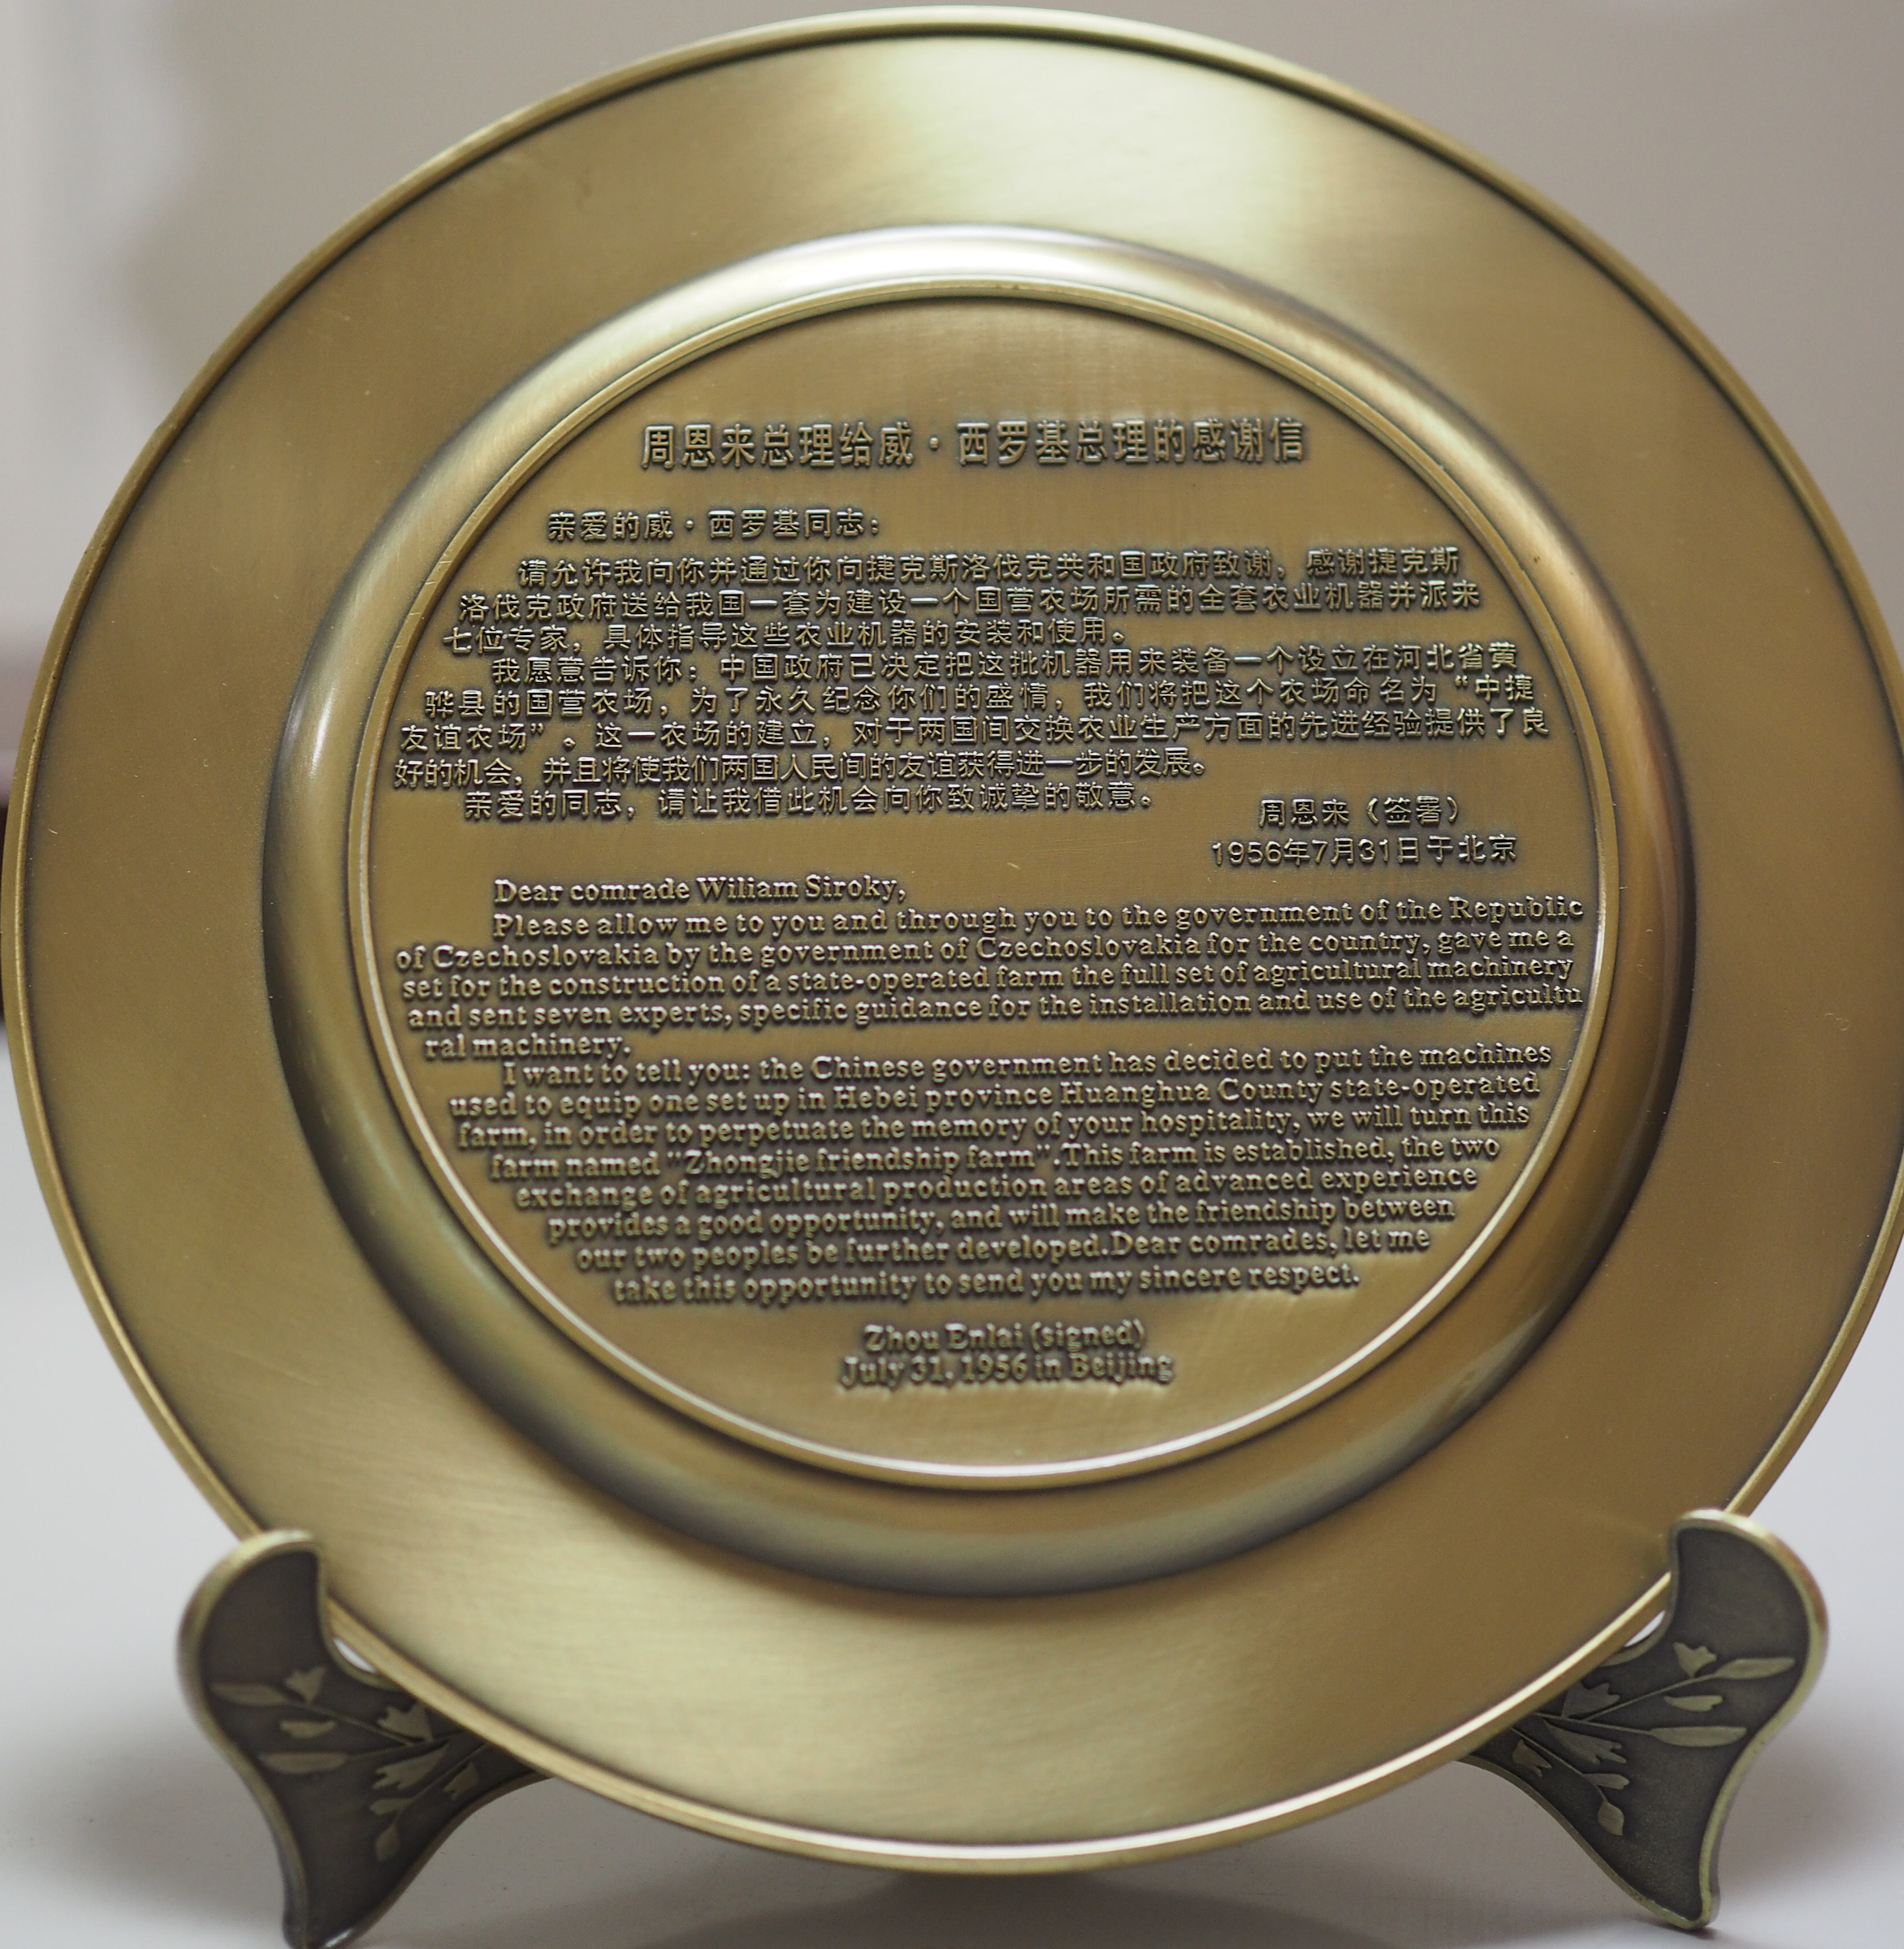 周恩来总理给威·西罗基总理的感谢信
亲爱的威·西罗基同志：
请允许我向你并通过你向捷克斯洛伐克共和国政府致谢，感谢捷克斯
洛伐克政府送给我国一套为建设一个国营农场所需的全套农业机器并派来
七位专家，具体指导这些农业机器的安装和使用。
我愿意告诉你：中国政府已决定把这批机器用来装备一个设立在河北省黄
骅县的国营农场，为了永久纪念你们的盛情，我们将把这个农场命名为“中捷
友谊农场”。这一农场的建立，对于两国间交换农业生产方面的先进经验提供了良
好的机会，并且将使我们两国人民间的友谊获得进一步的发展。
亲爱的同志，请让我借此机会向你致诚挚的敬意。
周恩来（签署）
1956年7月31日于北京
Dear comrade Wiliam Siroky,
Please allow me to you and through you to the government of the Republic
of Czechoslovakia by the government of Czechoslovakia for the country, gave me a
set for the construction of a state-operated farm the full set of agricultural machinery
and sent seven experts, specific guidance for the installation and use of the agricultu
ral machinery.
I want to tell you: the Chinese government has decided to put the machines
used to equip one set up in Hebei province Huanghua County state-operated
farm, in order to perpetuate the memory of your hospitality, we will turn this
farm named "Zhongjie friendship farm".This farm is established, the two
exchange of agricultural production areas of advanced experience
provides a good opportunity, and will make the friendship between
our two peoples be further developed.Dear comrades, let me
take this opportunity to send you my sincere respect.
Zhou Enlai (signed)
July 31, 1956 in Beijing